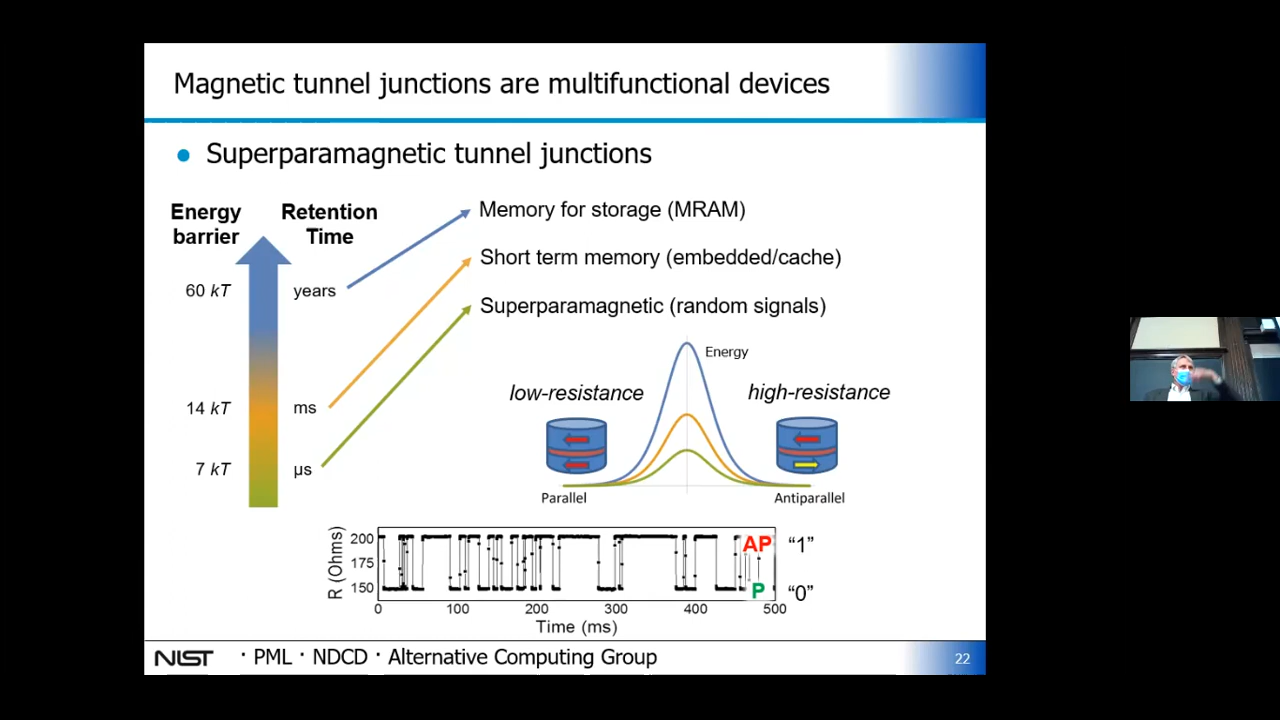 Magnetic tunnel junctions are multifunctional devices
• Superparamagnetic tunnel junctions
Energy barrier
Retention Time
60 kT
years
14 kT
ms
7 kT
µs
Memory for storage (MRAM)
Short term memory (embedded/cache)
Superparamagnetic (random signals)
Energy
low-resistance
high-resistance
Parallel
Antiparallel
R (Ohms)
200
175
150
AP
P
"1"
"0"
0 100 200 300 400 500
Time (ms)
NIST · PML · NDCD · Alternative Computing Group
22